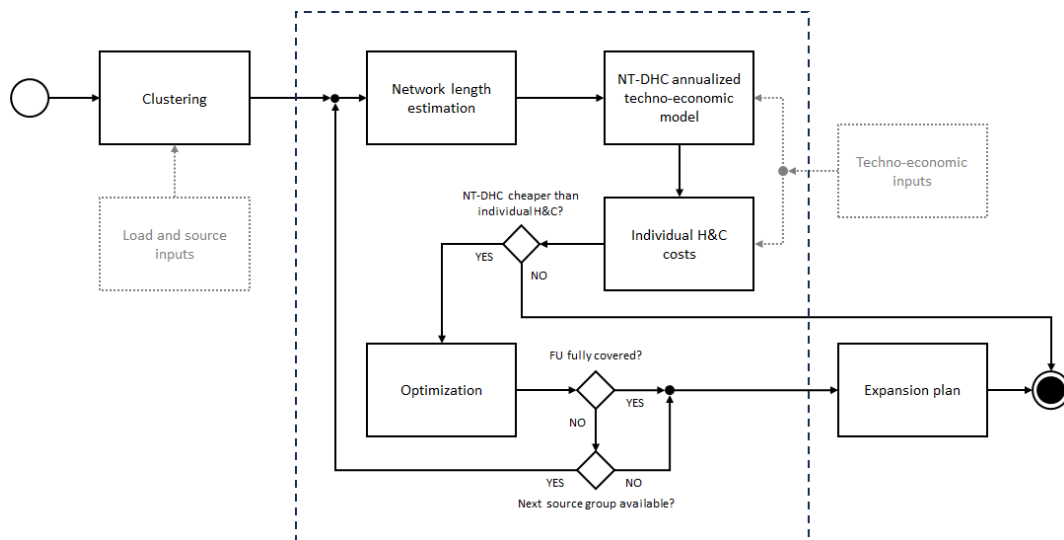 Clustering
Network length
estimation
NT-DHC annualized
techno-economic
model
Load and source
inputs
Techno-economic
inputs
NT-DHC cheaper than
individual H&C?
YES
NO
Individual H&C
costs
Optimization
FU fully covered?
YES
NO
Expansion plan
YES
NO
Next source group available?